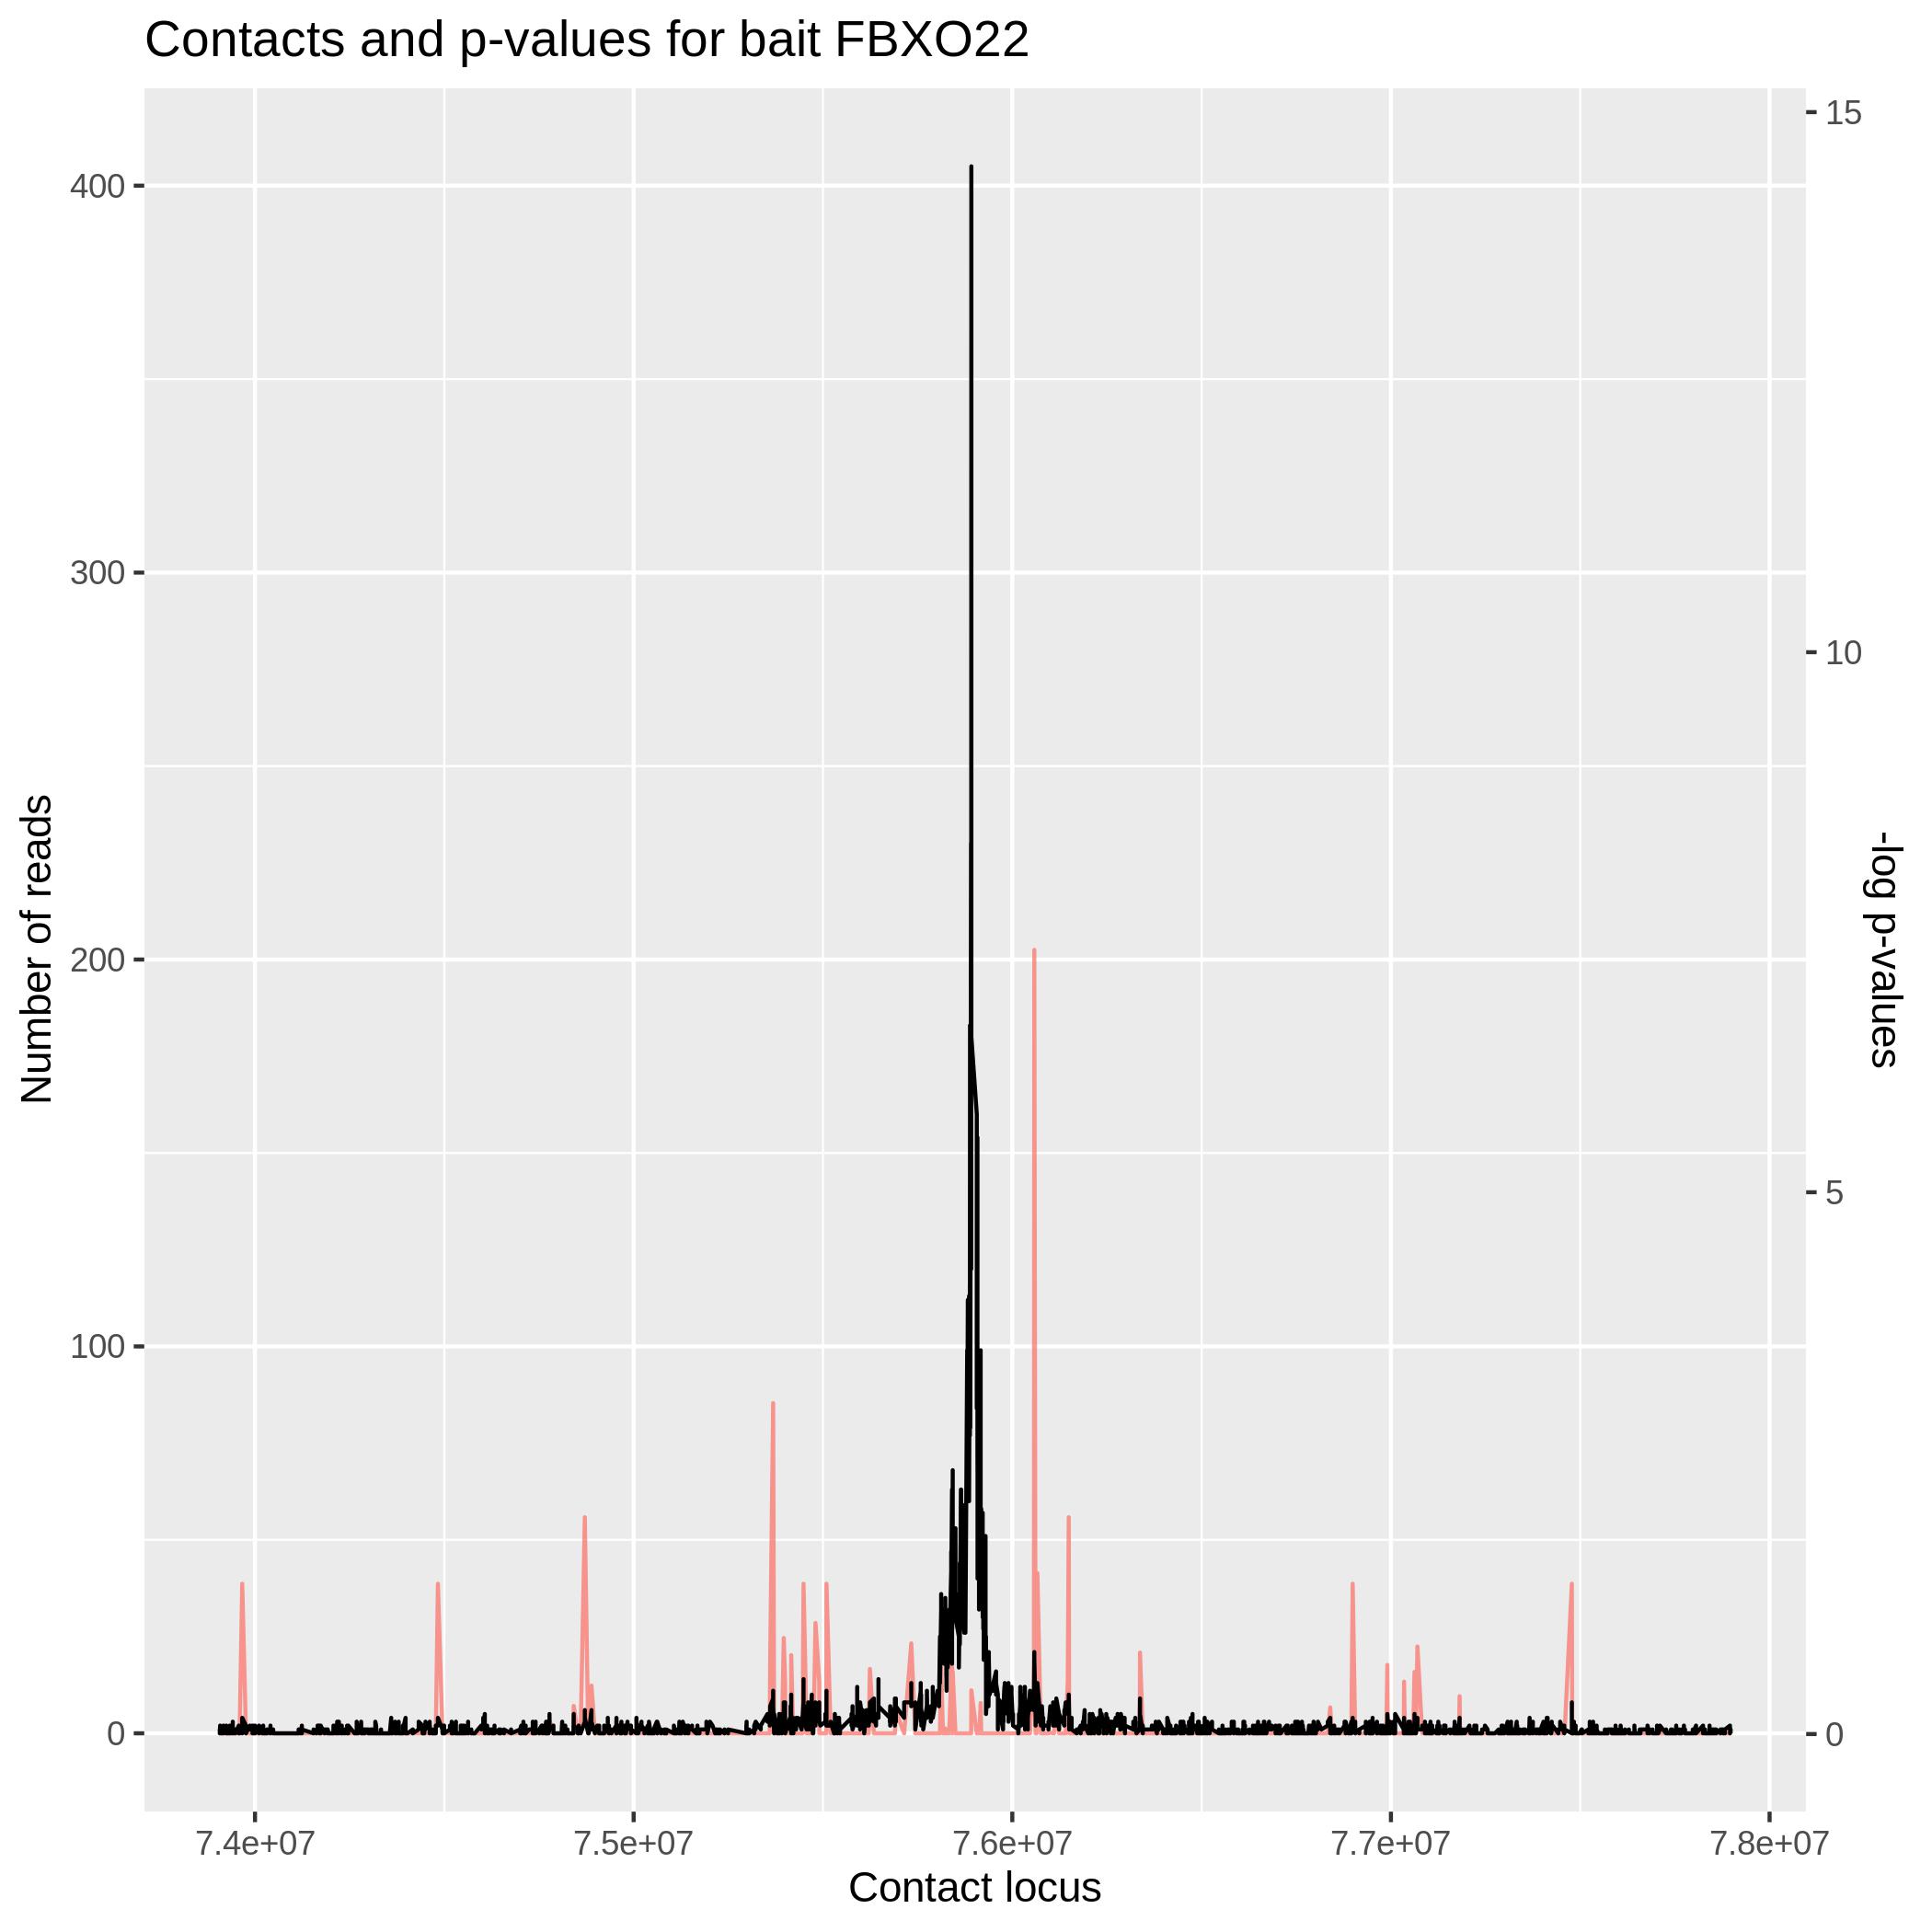 Contacts and p-values for bait FBXO22
Number of reads
400
300
200
100
0
15
10
5
0
-log p-values
7.4e+07
7.5e+07
7.6e+07
7.7e+07
7.8e+07
Contact locus